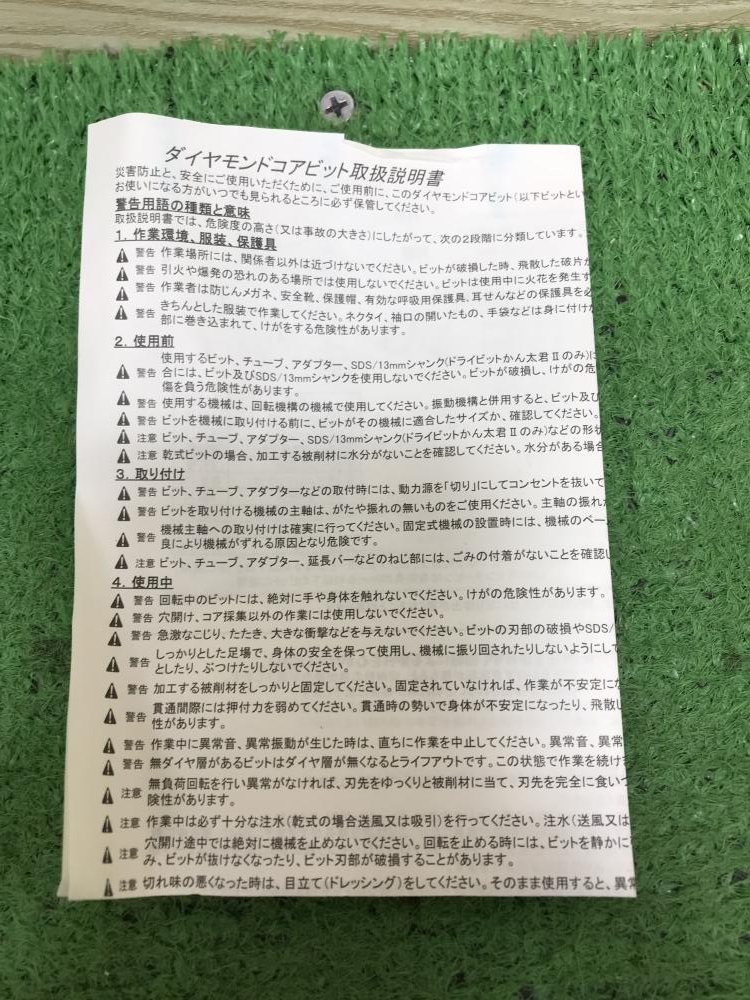 ダイヤモンドコアビット取扱説明書
災害防止と、安全にご使用いただくために、ご使用前に、このダイヤモンドコアビット(以下ビットとい
お使いになる方がいつでも見られるところに必ず保管してください。
警告用語の種類と意味
取扱説明書では、危険度の高さ(又は事故の大きさ)にしたがって、次の2段階に分類しています。
1. 作業環境、服装、保護具
警告 作業場所には、関係者以外は近づけないでください。ビットが破損した時、飛散した破片が
警告 引火や爆発の恐れのある場所では使用しないでください。ビットは使用中に火花を発生す
警告 作業者は防じんメガネ、安全靴、保護帽、有効な呼吸用保護具、耳せんなどの保護具を必
警告 きちんとした服装で作業してください。ネクタイ、袖口の開いたもの、手袋などは身に付け
部に巻き込まれて、けがをする危険性があります。
2. 使用前
使用するビット、チューブ、アダプター、SDS/13mmシャンク(ドライビットかん太君Ⅱのみ)に
警告 合には、ビット及びSDS/13mmシャンクを使用しないでください。ビットが破損し、けがの危
傷を負う危険性があります。
警告 使用する機械は、回転機構の機械で使用してください。振動機構と併用すると、ビット及び
警告 ビットを機械に取り付ける前に、ビットがその機械に適合したサイズか、確認してください。
注意 ビット、チューブ、アダプター、SDS/13mmシャンク(ドライビットかん太君Ⅱのみ)などの形状
注意 乾式ビットの場合、加工する被削材に水分がないことを確認してください。水分がある場合
3. 取り付け
警告 ビット、チューブ、アダプターなどの取付時には、動力源を「切り」にしてコンセントを抜いて
警告 ビットを取り付ける機械の主軸は、がたや振れの無いものをご使用ください。主軸の振れが
警告 機械主軸への取り付けは確実に行ってください。固定式機械の設置時には、機械のベー
良により機械がずれる原因となり危険です。
注意 ビット、チューブ、アダプター、延長バーなどのねじ部には、ごみの付着がないことを確認し
4. 使用中
警告 回転中のビットには、絶対に手や身体を触れないでください。けがの危険性があります。
警告 穴開け、コア採集以外の作業には使用しないでください。
警告 急激なこじり、たたき、大きな衝撃などを与えないでください。ビットの刃部の破損やSDS/
警告 しっかりとした足場で、身体の安全を保って使用し、機械に振り回されたりしないようにして
としたり、ぶつけたりしないでください。
警告 加工する被削材をしっかりと固定してください。固定されていなければ、作業が不安定にな
警告 貫通間際には押付力を弱めてください。貫通時の勢いで身体が不安定になったり、飛散し
性があります。
警告 作業中に異常音、異常振動が生じた時は、直ちに作業を中止してください。異常音、異常
警告 無ダイヤ層があるビットはダイヤ層が無くなるとライフアウトです。この状態で作業を続け
注意 無負荷回転を行い異常がなければ、刃先をゆっくりと被削材に当て、刃先を完全に食いつ
険性があります。
注意 作業中は必ず十分な注水(乾式の場合送風又は吸引)を行ってください。注水(送風又は
注意 穴開け途中では絶対に機械を止めないでください。回転を止める時には、ビットを静かに
み、ビットが抜けなくなったり、ビット刃部が破損することがあります。
注意 切れ味の悪くなった時は、目立て(ドレッシング)をしてください。そのまま使用すると、異常